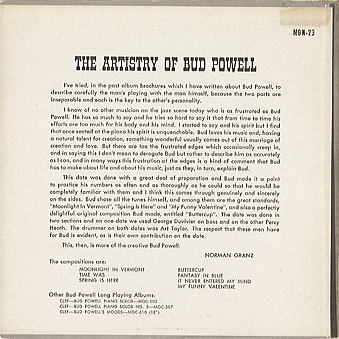 MGN-23
THE ARTISTRY OF BUD POWELL
I've tried, in the past album brochures which I have written about Bud Powell, to
describe carefully the man's playing with the man himself, because the two parts are
inseparable and each is the key to the other's personality.
I know of no other musician on the jazz scene today who is as frustrated as Bud
Powell. He has so much to say and he tries so hard to say it that from time to time his
efforts are too much for his body and his mind. I started to say and his spirit but I find
that once seated at the piano his spirit is unquenchable. Bud loves his music and, having
a natural talent for creation, something wonderful usually comes out of this marriage of
creation and love. But there are too the frustrated edges which occasionally creep in,
and in saying this I don't mean to derogate Bud but rather to describe him as accurately
as I can, and in many ways this frustration at the edges is a kind of comment that Bud
has to make about life and about his music, just as they, in turn, explain Bud.
This date was done with a great deal of preparation and Bud made it a point
to practice his numbers as often and as thoroughly as he could so that he would be
completely familiar with them and I think this comes through genuinely and sincerely
on the sides. Bud chose all the tunes himself, and among them are the great standards,
"Moonlight in Vermont", "Spring Is Here" and "My Funny Valentine", and also a perfectly
delightful original composition Bud made, entitled "Buttercup". The date was done in
two sections and on one date we used George Duvivier on bass and on the other Percy
Heath. The drummer on both dates was Art Taylor. The respect that these men have
for Bud is evident, as is their own contribution on the date.
This, then, is more of the creative Bud Powell.
NORMAN GRANZ
The compositions are:
MOONLIGHT IN VERMONT BUTTERCUP
TIME WAS FANTASY IN BLUE
SPRING IS HERE IT NEVER ENTERED MY MIND
MY FUNNY VALENTINE
Other Bud Powell Long Playing Albums:
CLEF—BUD POWELL PIANO SOLOS—MGC-502
CLEF—BUD POWELL PIANO SOLOS NO. 2—MGC-507
CLEF—BUD POWELL'S MOODS—MGC-610 (12")